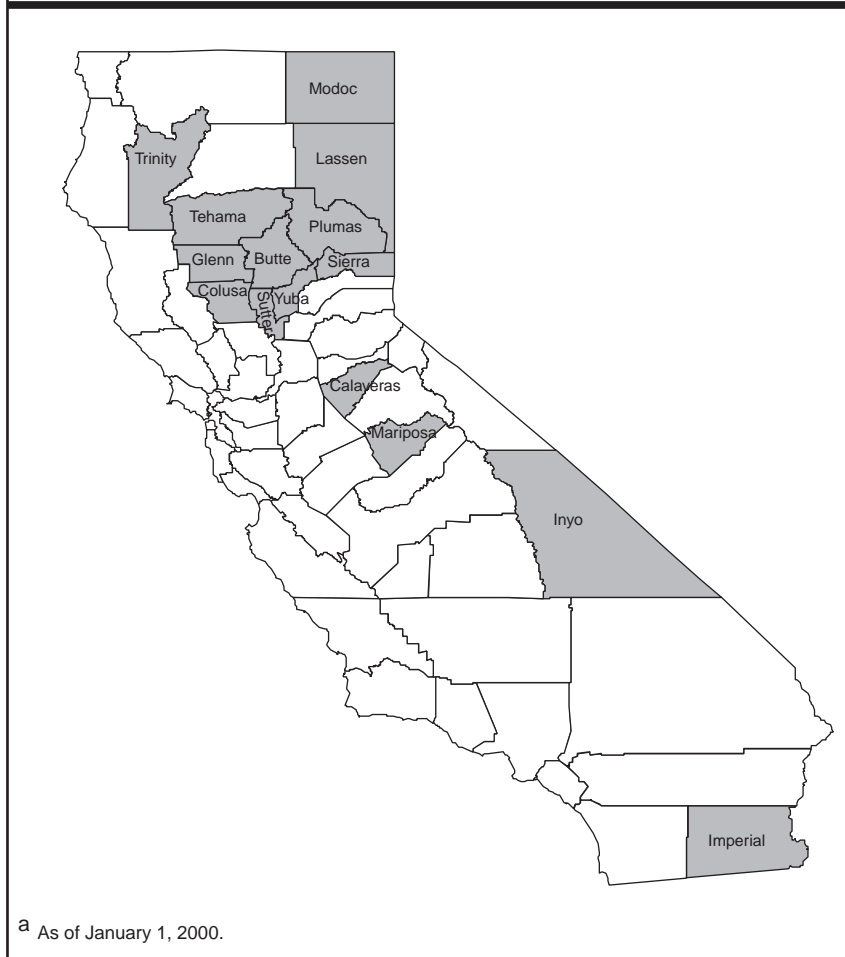 Modoc
Trinity
Lassen
Tehama
Plumas
Glenn
Butte
Sierra
Colusa
Sutter
Yuba
Calaveras
Mariposa
Inyo
Imperial
a As of January 1, 2000.